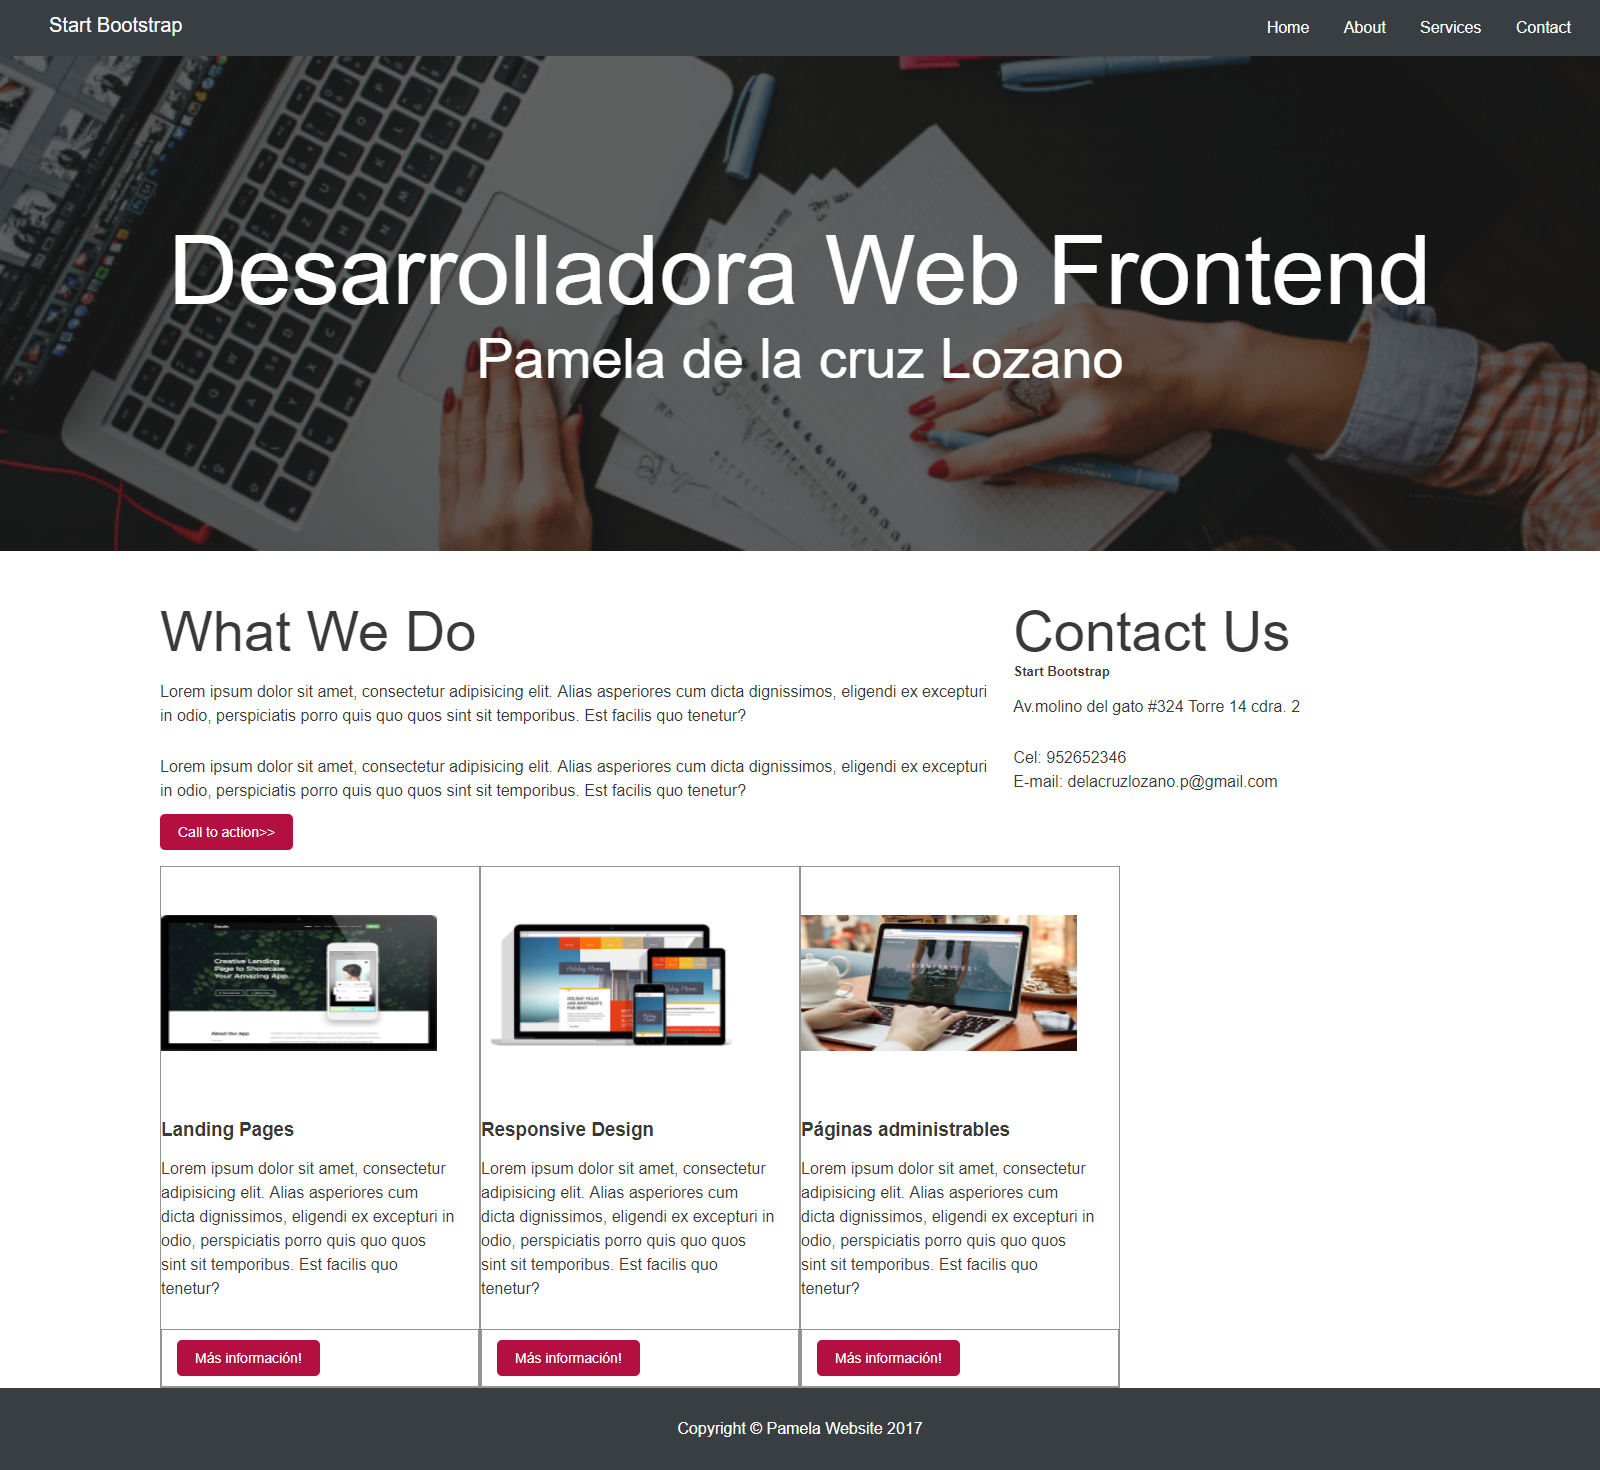 Start Bootstrap
Home About Services Contact
Desarrolladora Web Frontend
Pamela de la cruz Lozano
What We Do
Lorem ipsum dolor sit amet, consectetur adipisicing elit. Alias asperiores cum dicta dignissimos, eligendi ex excepturi
in odio, perspiciatis porro quis quo quos sint sit temporibus. Est facilis quo tenetur?
Lorem ipsum dolor sit amet, consectetur adipisicing elit. Alias asperiores cum dicta dignissimos, eligendi ex excepturi
in odio, perspiciatis porro quis quo quos sint sit temporibus. Est facilis quo tenetur?
Call to action>>
Contact Us
Start Bootstrap
Av.molino del gato #324 Torre 14 cdra. 2
Cel: 952652346
E-mail: delacruzlozano.p@gmail.com
Creative Landing
Page to Showcase
Your Amazing App
About Our App
Landing Pages
Lorem ipsum dolor sit amet, consectetur
adipisicing elit. Alias asperiores cum
dicta dignissimos, eligendi ex excepturi in
odio, perspiciatis porro quis quo quos
sint sit temporibus. Est facilis quo
tenetur?
Más información!
Holiday Home
HOLIDAY VILLAS
AND APARTMENTS
FOR RENT
Holiday Home
Responsive Design
Lorem ipsum dolor sit amet, consectetur
adipisicing elit. Alias asperiores cum
dicta dignissimos, eligendi ex excepturi in
odio, perspiciatis porro quis quo quos
sint sit temporibus. Est facilis quo
tenetur?
Más información!
BIENVENIDOS
Páginas administrables
Lorem ipsum dolor sit amet, consectetur
adipisicing elit. Alias asperiores cum
dicta dignissimos, eligendi ex excepturi in
odio, perspiciatis porro quis quo quos
sint sit temporibus. Est facilis quo
tenetur?
Más información!
Copyright © Pamela Website 2017